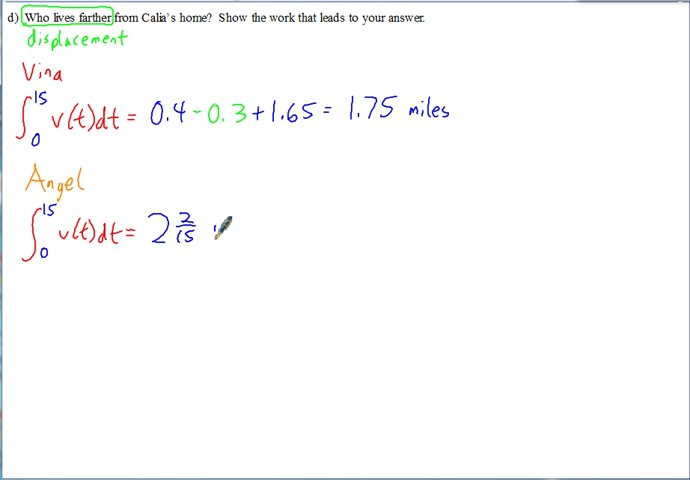 d) Who lives farther from Calia's home? Show the work that leads to your answer.
displacement
Vina
∫₀¹⁵ v(t)dt = 0.4 - 0.3 + 1.65 = 1.75 miles
Angel
∫₀¹⁵ v(t)dt = 2 2/15